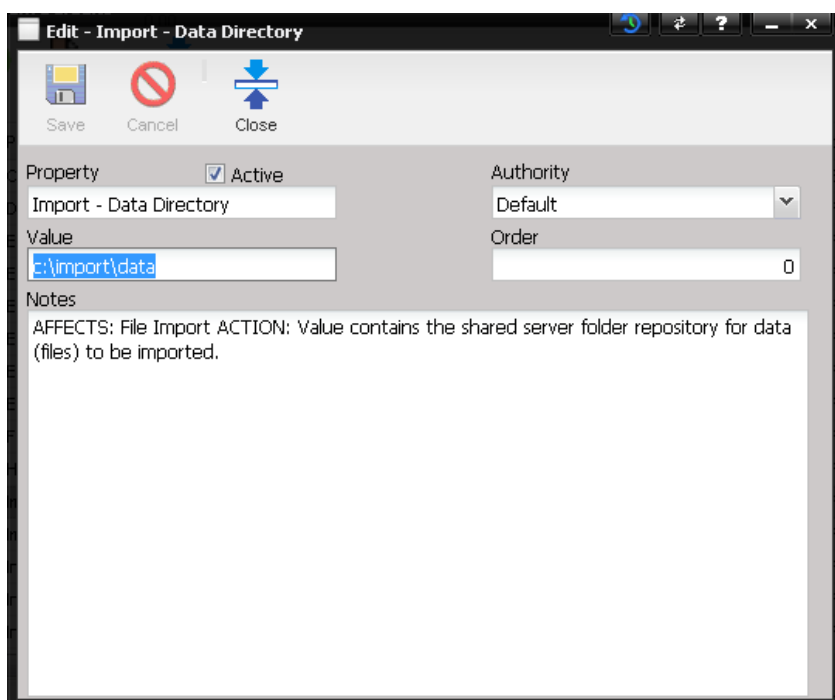 Edit - Import - Data Directory
?
x
Save
Cancel
Close
Property
Active
Authority
Import - Data Directory
Default
Value
Order
c:\import\data
0
Notes
AFFECTS: File Import ACTION: Value contains the shared server folder repository for data
(files) to be imported.